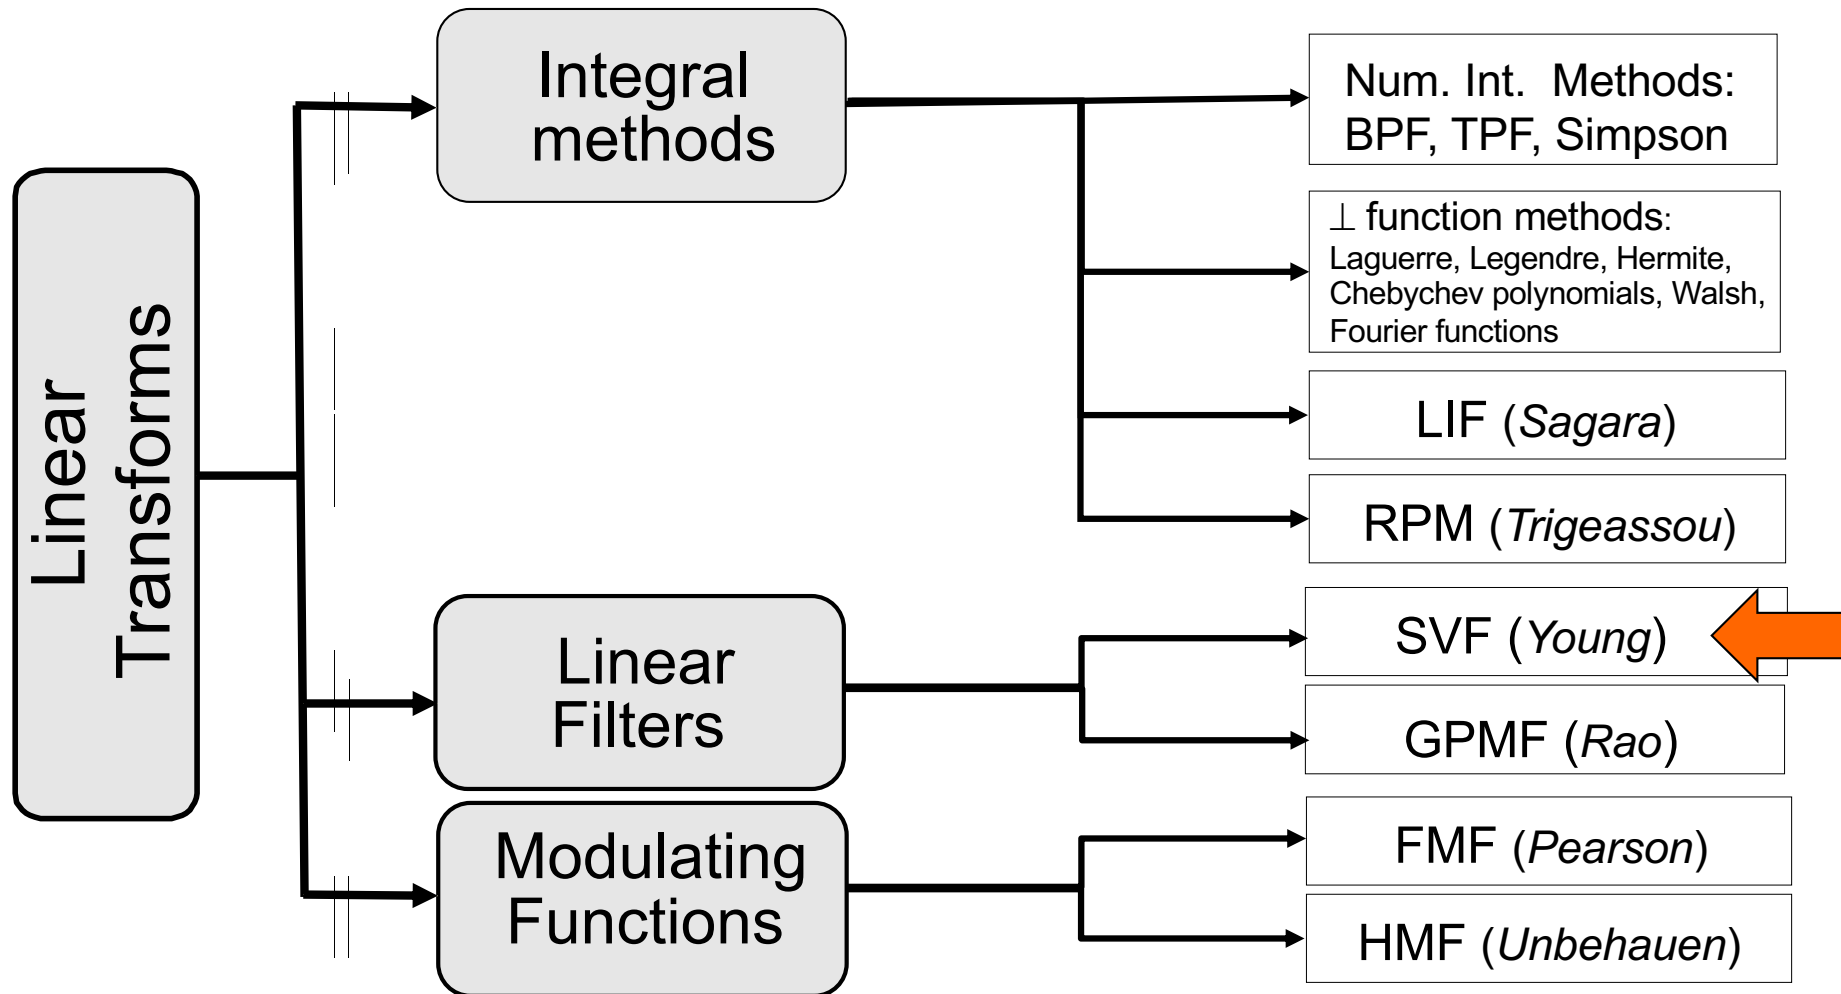 Linear
Transforms
Integral
methods
Num. Int. Methods:
BPF, TPF, Simpson
⊥ function methods:
Laguerre, Legendre, Hermite,
Chebychev polynomials, Walsh,
Fourier functions
LIF (Sagara)
RPM (Trigeassou)
Linear
Filters
SVF (Young)
GPMF (Rao)
Modulating
Functions
FMF (Pearson)
HMF (Unbehauen)